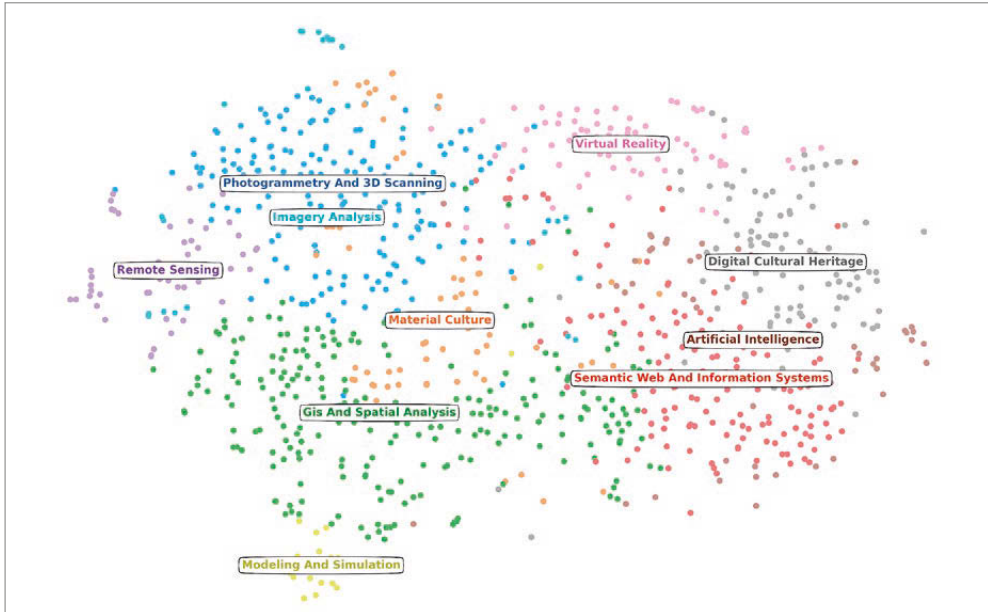 Virtual Reality
Photogrammetry And 3D Scanning
Imagery Analysis
Digital Cultural Heritage
Remote Sensing
Material Culture
Artificial Intelligence
Semantic Web And Information Systems
Gis And Spatial Analysis
Modeling And Simulation